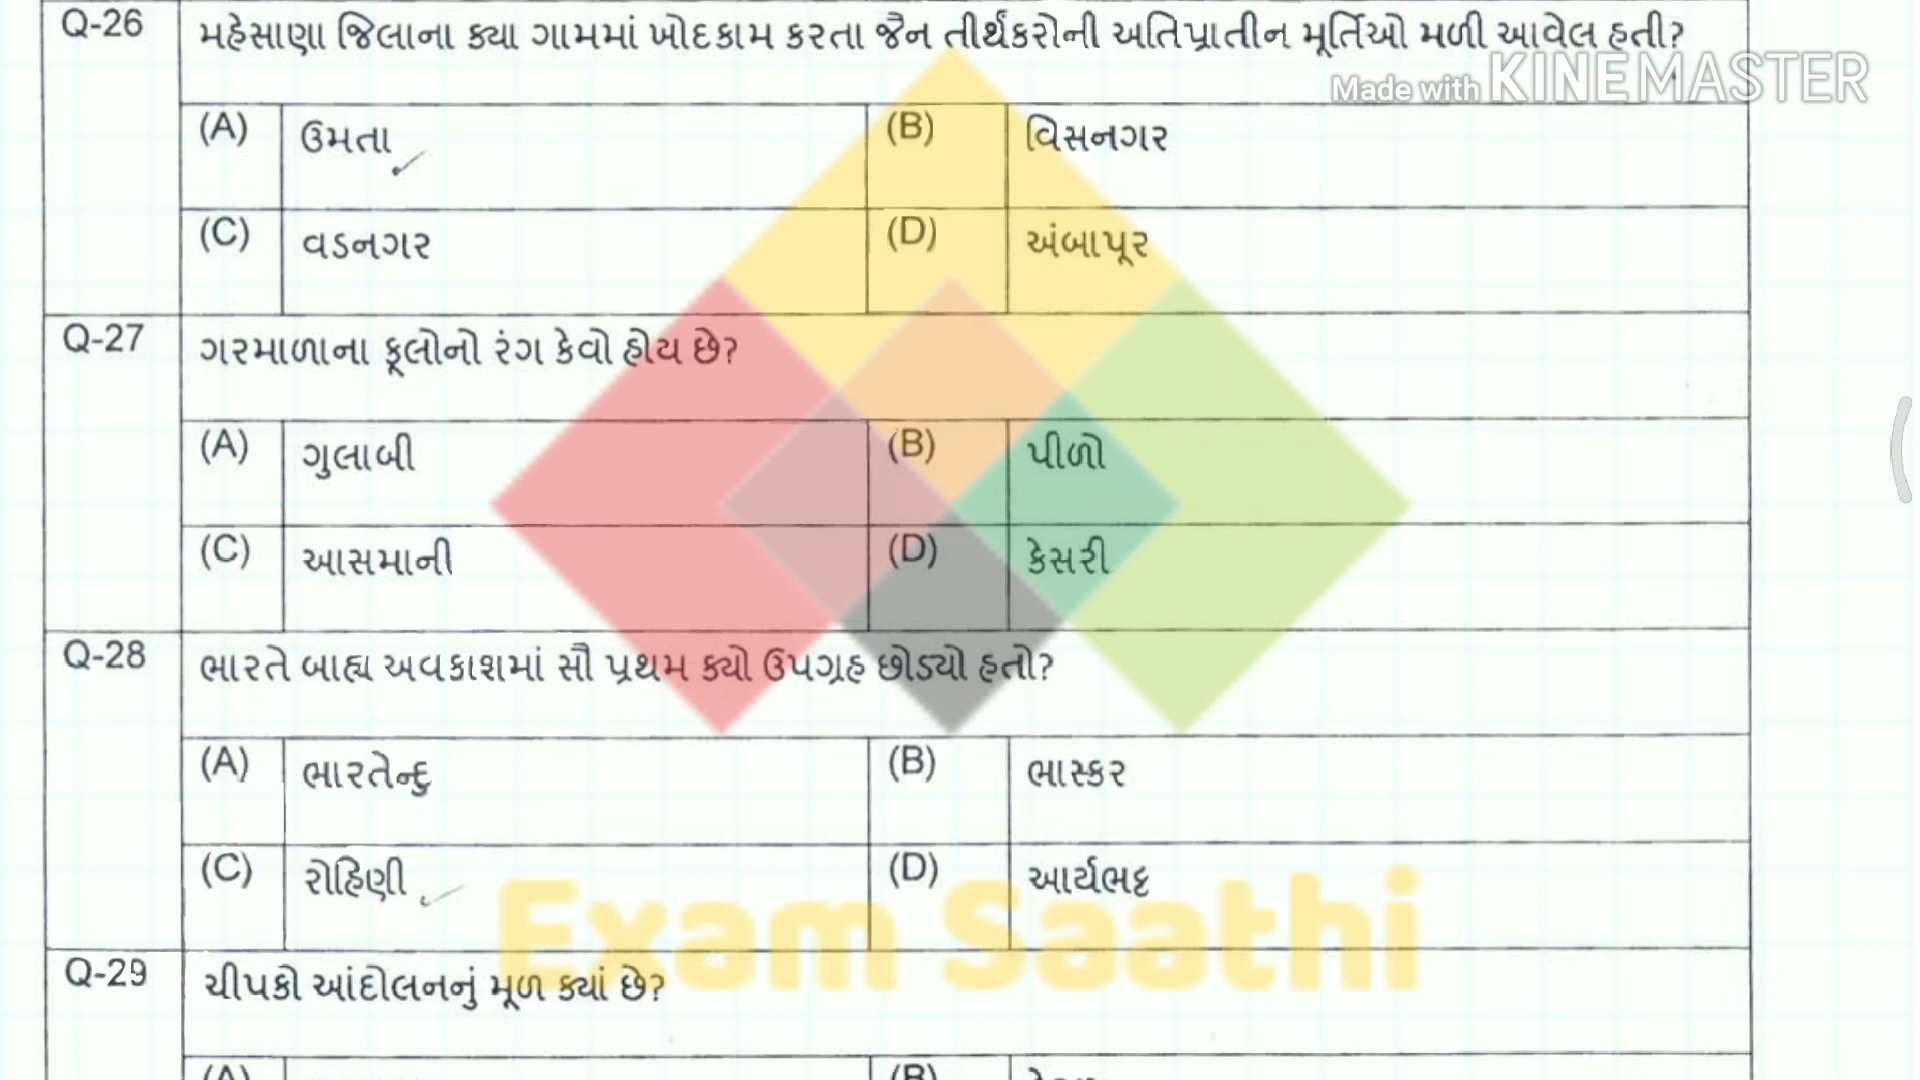 Q-26 મહેસાણા જિલાના ક્યા ગામમાં ખોદકામ કરતા જૈન તીર્થકરોની અતિપ્રાતીન મૂર્તિઓ મળી આવેલ હતી?
Made with KINEMASTER
(A) ઉમતા (B) વિસનગર
(C) વડનગર (D) અંબાપૂર
Q-27 ગરમાળાના ફૂલોનો રંગ કેવો હોય છે?
(A) ગુલાબી (B) પીળો
(C) આસમાની (D) કેસરી
Q-28 ભારતે બાહ્ય અવકાશમાં સૌ પ્રથમ ક્યો ઉપગ્રહ છોડ્યો હતો?
(A) ભારતેન્દુ (B) ભાસ્કર
(C) રોહિણી (D) આર્યભટ્ટ
Exam Saathi
Q-29 ચીપકો આંદોલનનું મૂળ ક્યાં છે?
(A) (B)